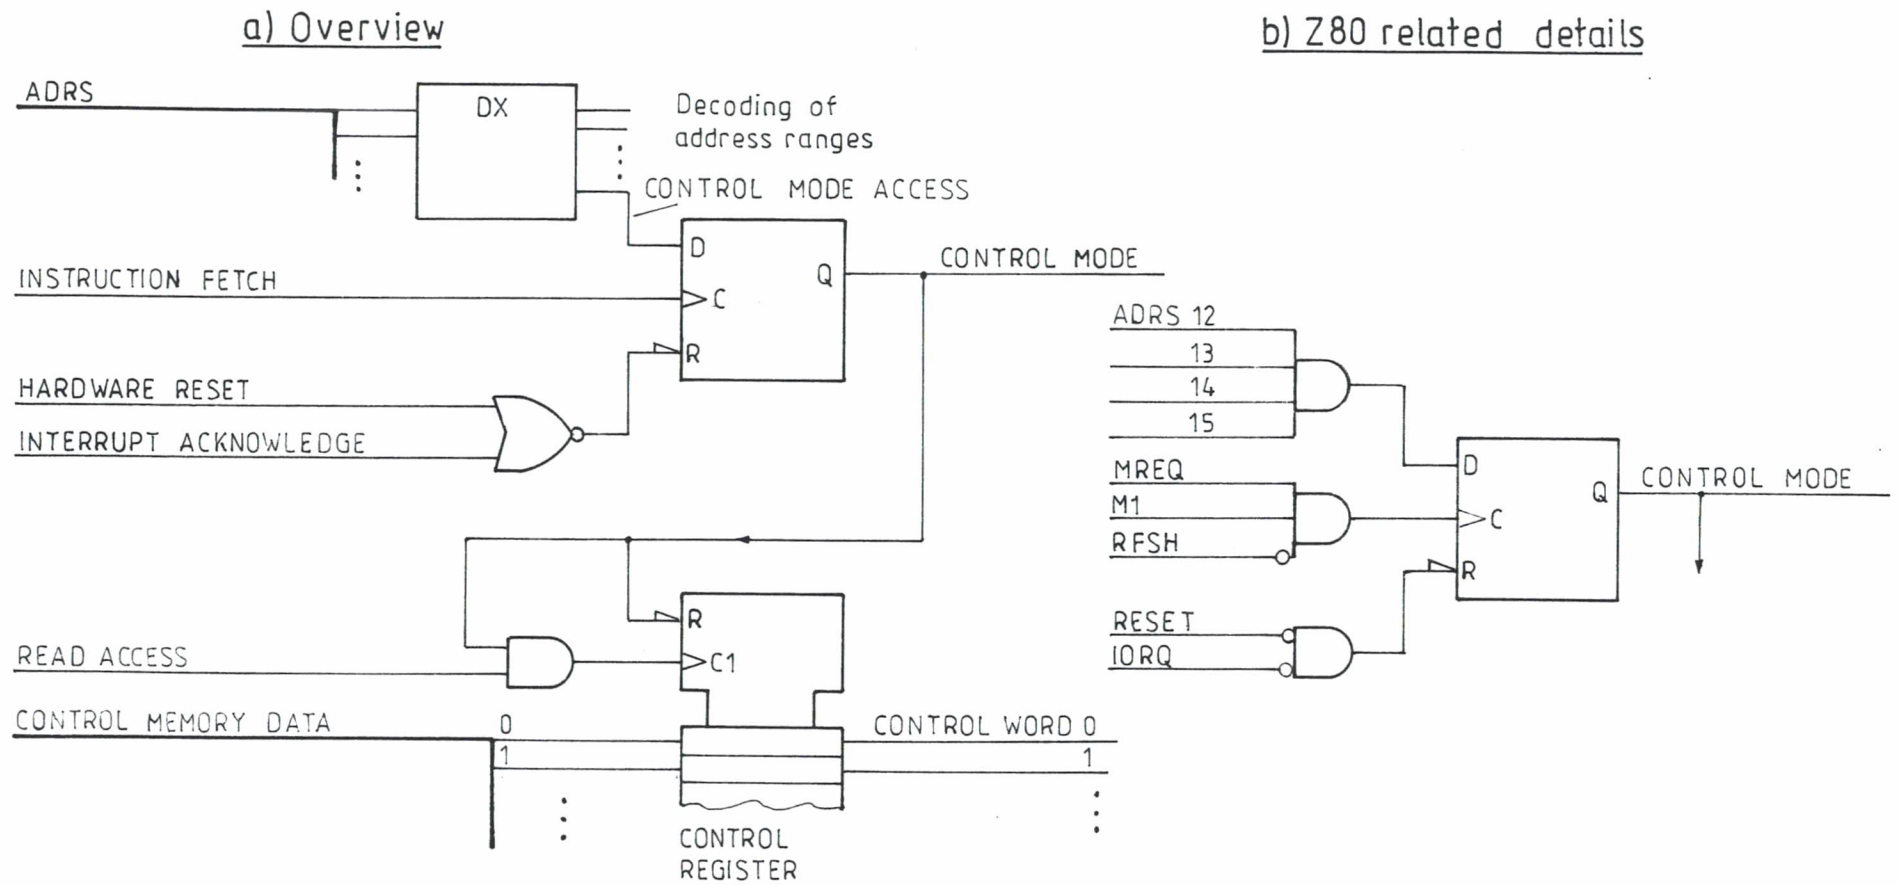 a) Overview
ADRS
DX
Decoding of
address ranges
CONTROL MODE ACCESS
D
Q
CONTROL MODE
INSTRUCTION FETCH
C
R
HARDWARE RESET
INTERRUPT ACKNOWLEDGE
R
READ ACCESS
C1
CONTROL MEMORY DATA
0
CONTROL WORD 0
1
1
CONTROL
REGISTER
b) Z80 related details
ADRS 12
13
14
15
D
MREQ
Q
CONTROL MODE
M1
C
RFSH
R
RESET
IORQ